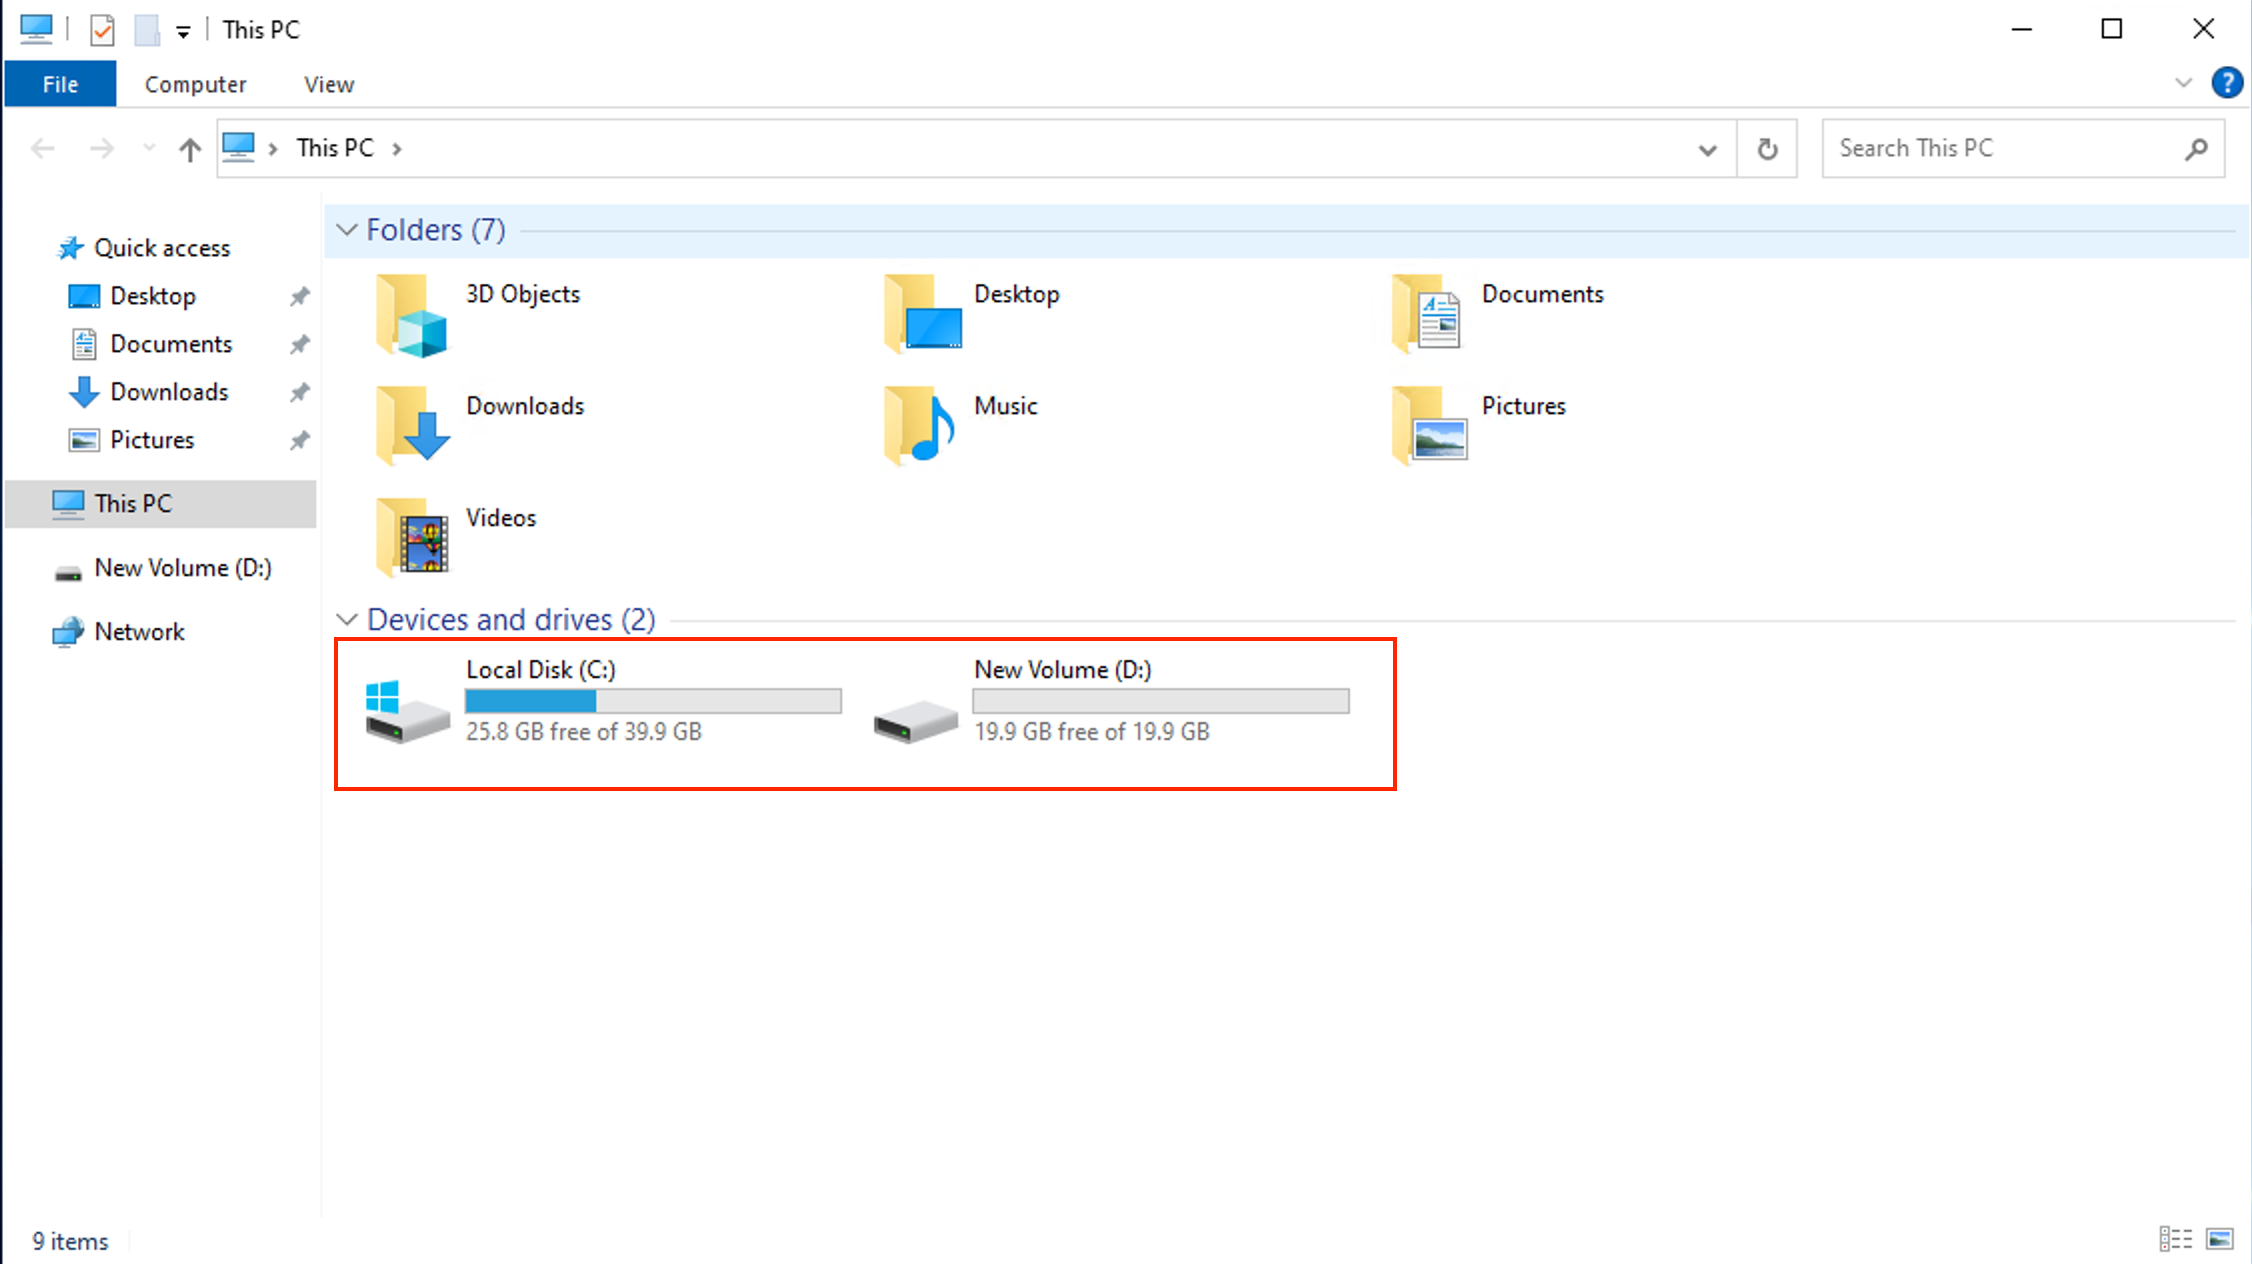 This PC
File Computer View
This PC
Search This PC
Quick access
Desktop
Documents
Downloads
Pictures
This PC
New Volume (D:)
Network
Folders (7)
3D Objects
Desktop
Documents
Downloads
Music
Pictures
Videos
Devices and drives (2)
Local Disk (C:)
25.8 GB free of 39.9 GB
New Volume (D:)
19.9 GB free of 19.9 GB
9 items